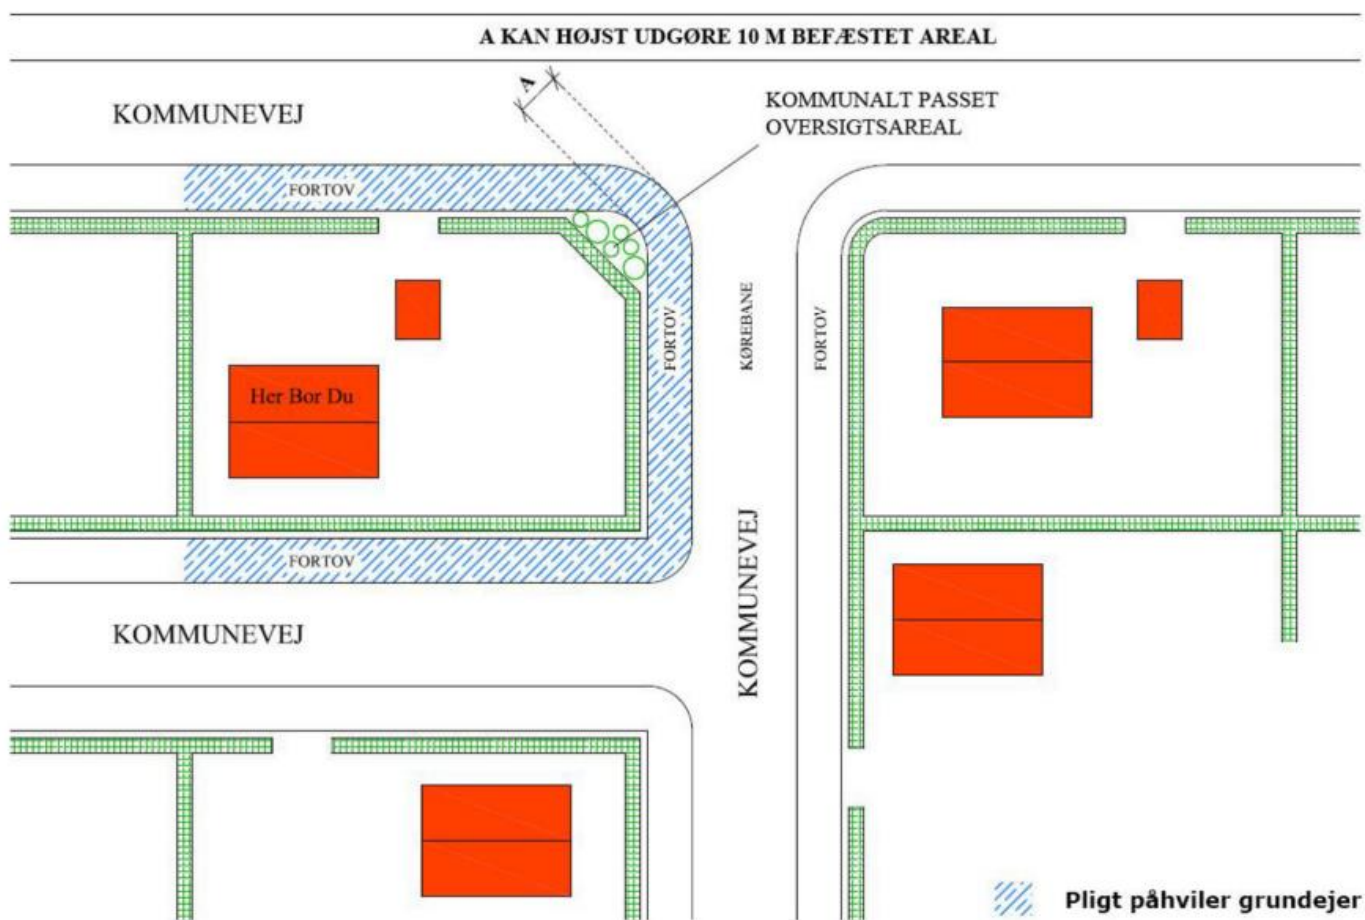 A KAN HØJST UDGØRE 10 M BEFÆSTET AREAL
A
KOMMUNEVEJ
KOMMUNALT PASSET
OVERSIGTSAREAL
FORTOV
FORTOV
KØREBANE
FORTOV
Her Bor Du
FORTOV
KOMMUNEVEJ
KOMMUNEVEJ
Pligt påhviler grundejer